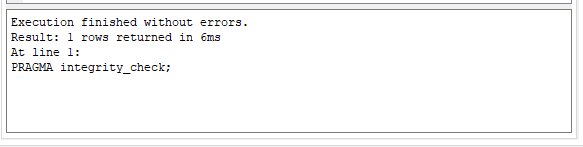 Execution finished without errors.
Result: 1 rows returned in 6ms
At line 1:
PRAGMA integrity_check;